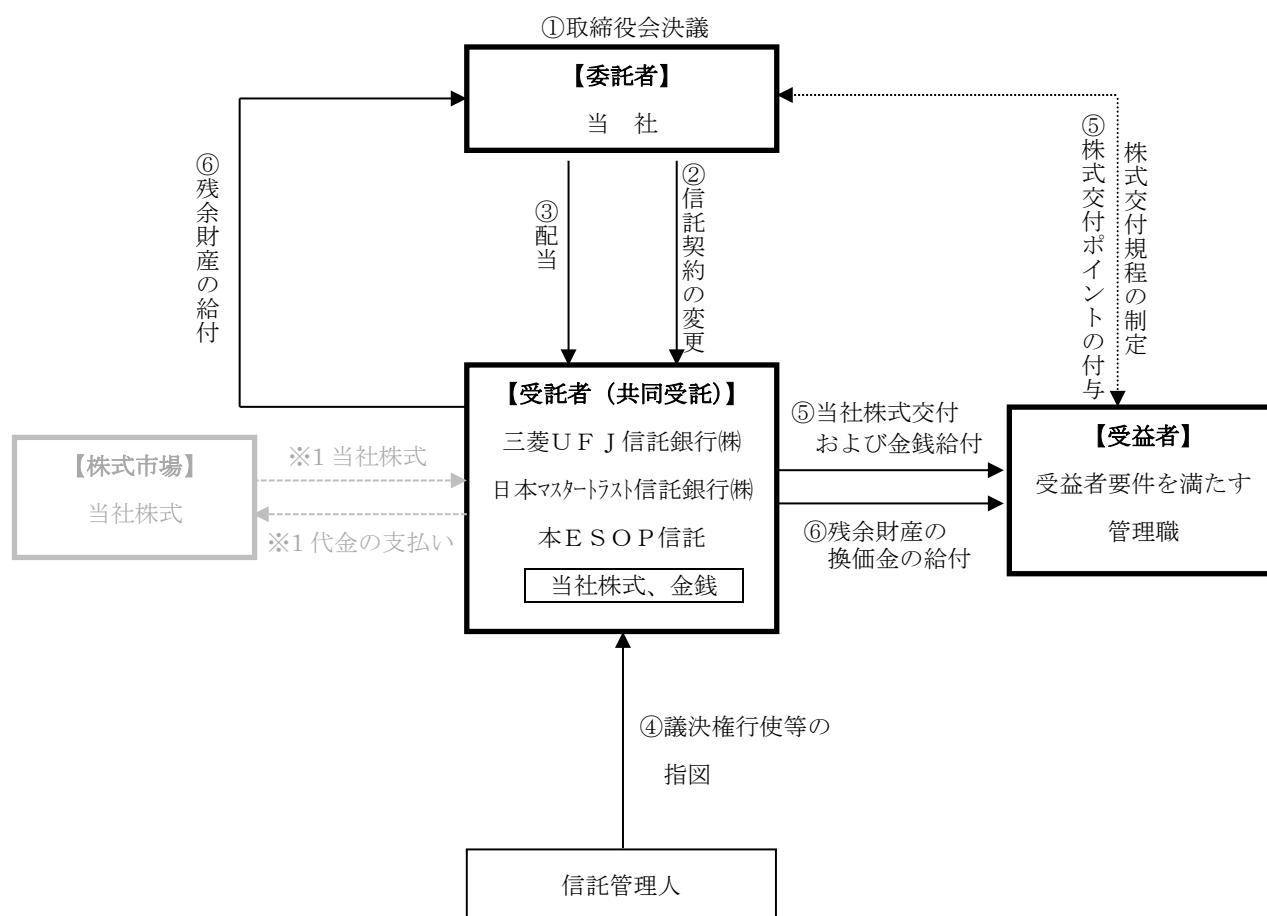 ①取締役会決議
【委託者】
当　社
⑥残余財産の給付
③配当
②信託契約の変更
株式交付規程の制定
⑤株式交付ポイントの付与
【受託者（共同受託）】
三菱ＵＦＪ信託銀行㈱
日本ﾏｽﾀｰﾄﾗｽﾄ信託銀行㈱
本ＥＳＯＰ信託
当社株式、金銭
【株式市場】
当社株式
※1 当社株式
※1 代金の支払い
⑤当社株式交付
および金銭給付
⑥残余財産の
換価金の給付
【受益者】
受益者要件を満たす
管理職
④議決権行使等の
指図
信託管理人